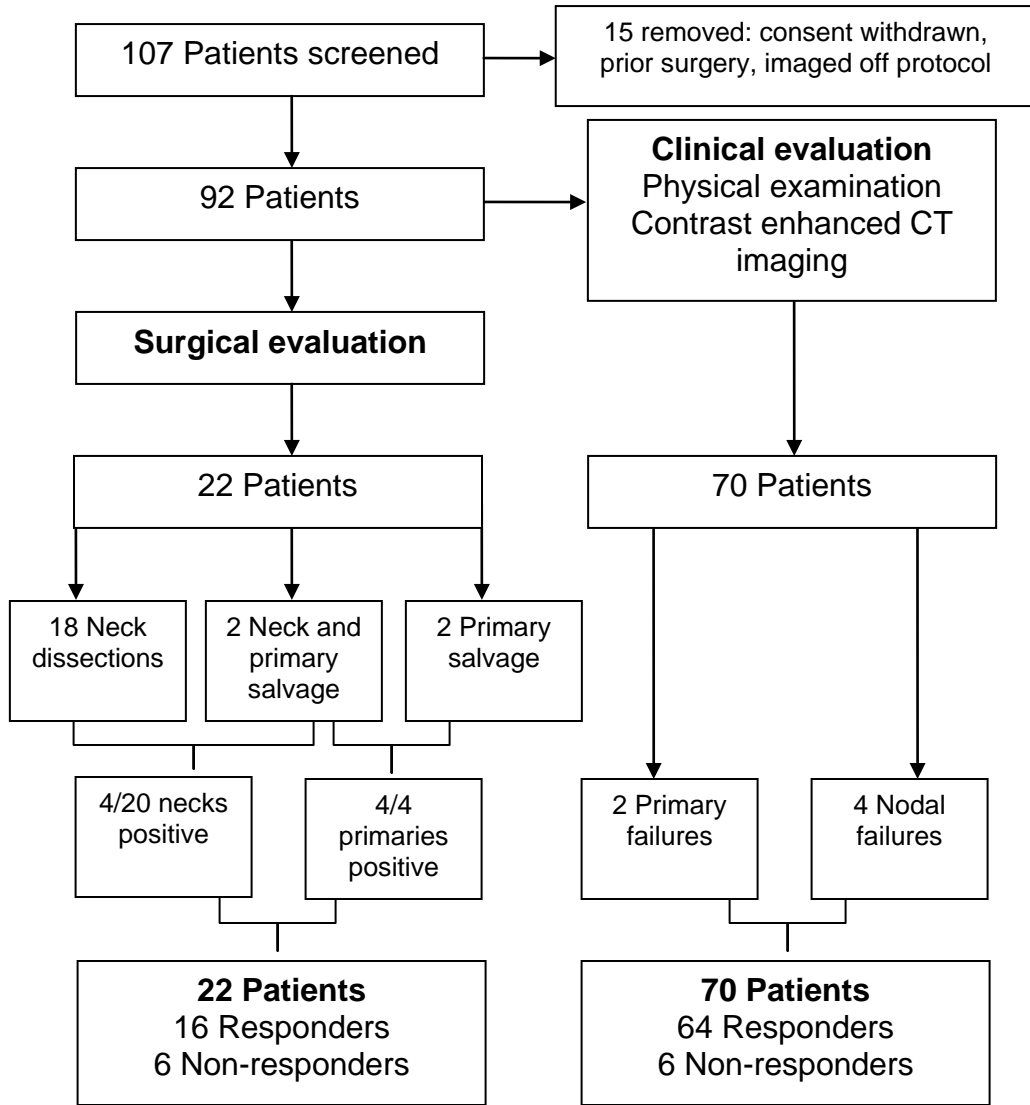 107 Patients screened
15 removed: consent withdrawn,
prior surgery, imaged off protocol
92 Patients
Clinical evaluation
Physical examination
Contrast enhanced CT
imaging
Surgical evaluation
22 Patients
70 Patients
18 Neck
dissections
2 Neck and
primary
salvage
2 Primary
salvage
4/20 necks
positive
4/4
primaries
positive
2 Primary
failures
4 Nodal
failures
22 Patients
16 Responders
6 Non-responders
70 Patients
64 Responders
6 Non-responders